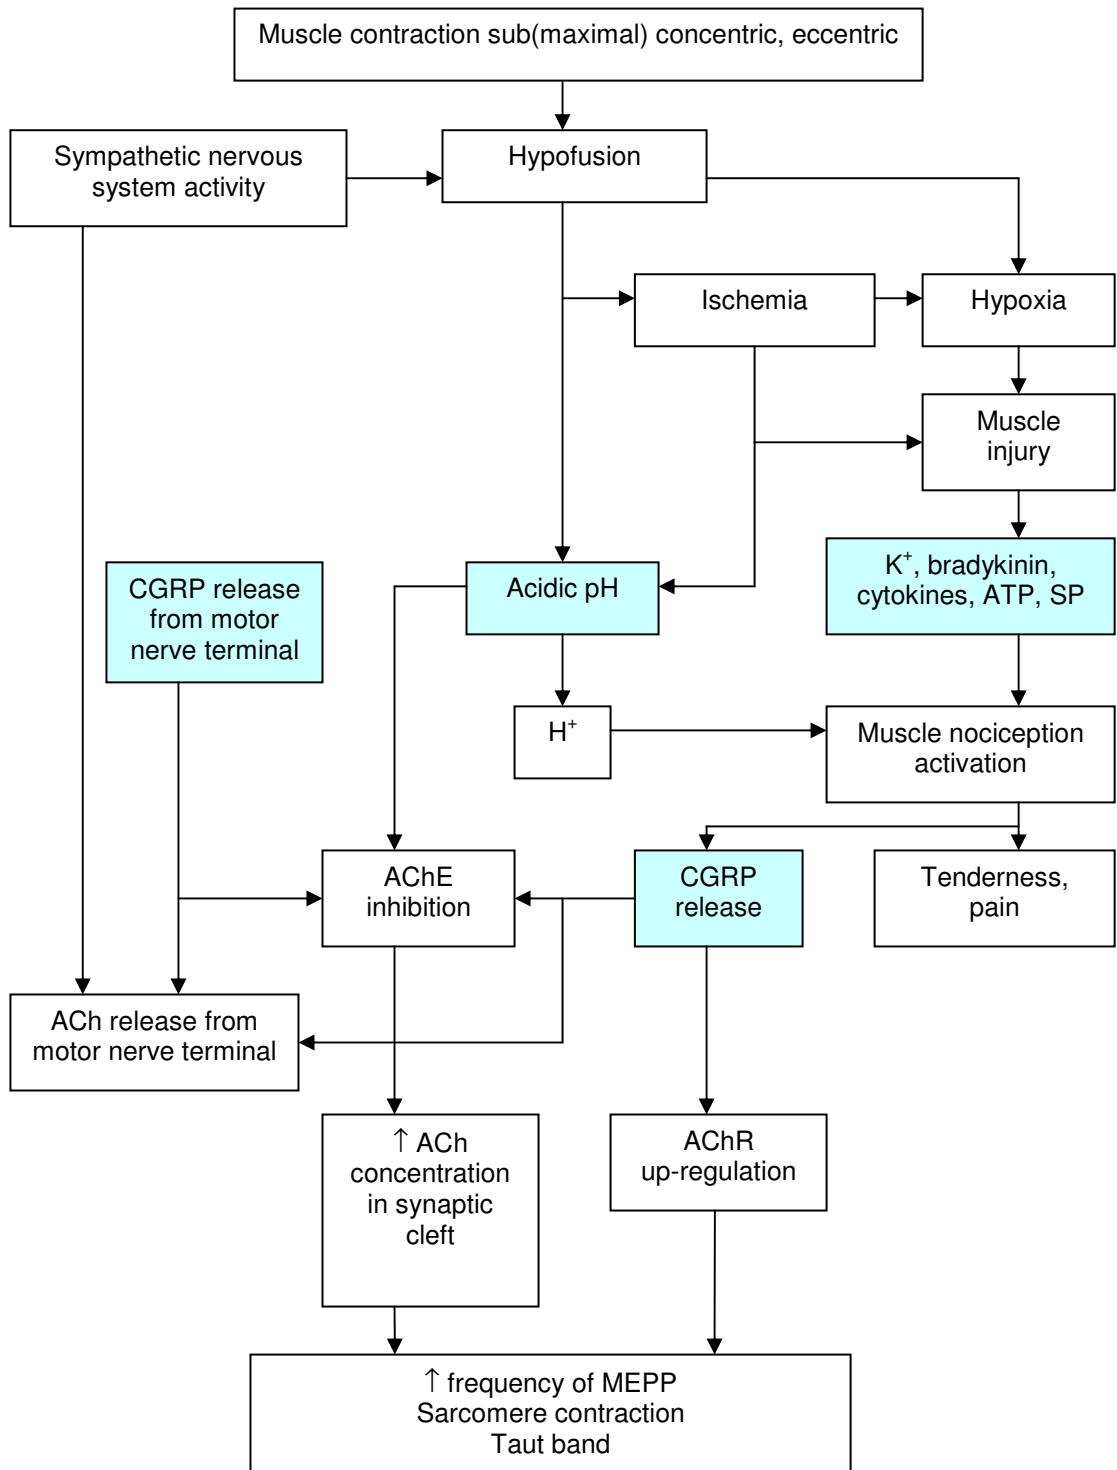 Muscle contraction sub(maximal) concentric, eccentric
Sympathetic nervous
system activity
Hypofusion
Ischemia
Hypoxia
Muscle
injury
CGRP release
from motor
nerve terminal
Acidic pH
K⁺, bradykinin,
cytokines, ATP, SP
H⁺
Muscle nociception
activation
AChE
inhibition
CGRP
release
Tenderness,
pain
ACh release from
motor nerve terminal
↑ ACh
concentration
in synaptic
cleft
AChR
up-regulation
↑ frequency of MEPP
Sarcomere contraction
Taut band